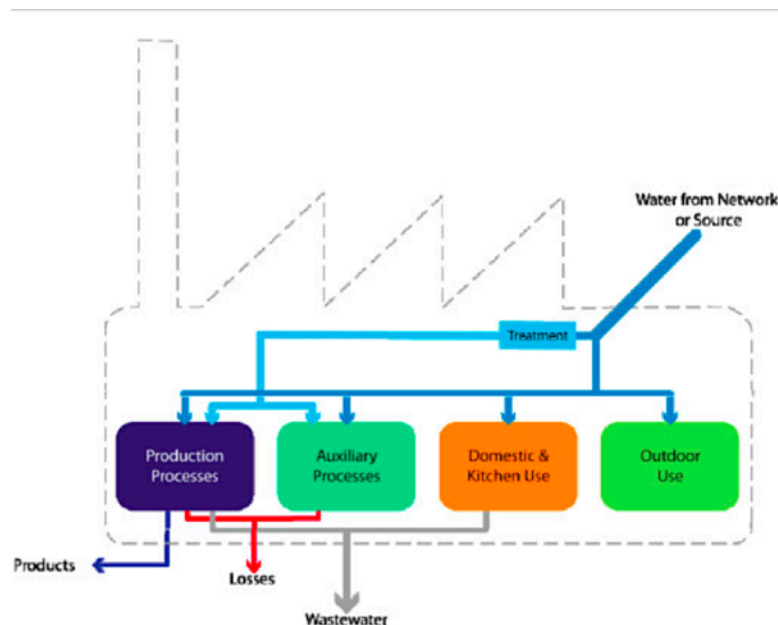 Water from Network
or Source
Treatment
Production
Processes
Auxiliary
Processes
Domestic &
Kitchen Use
Outdoor
Use
Products
Losses
Wastewater